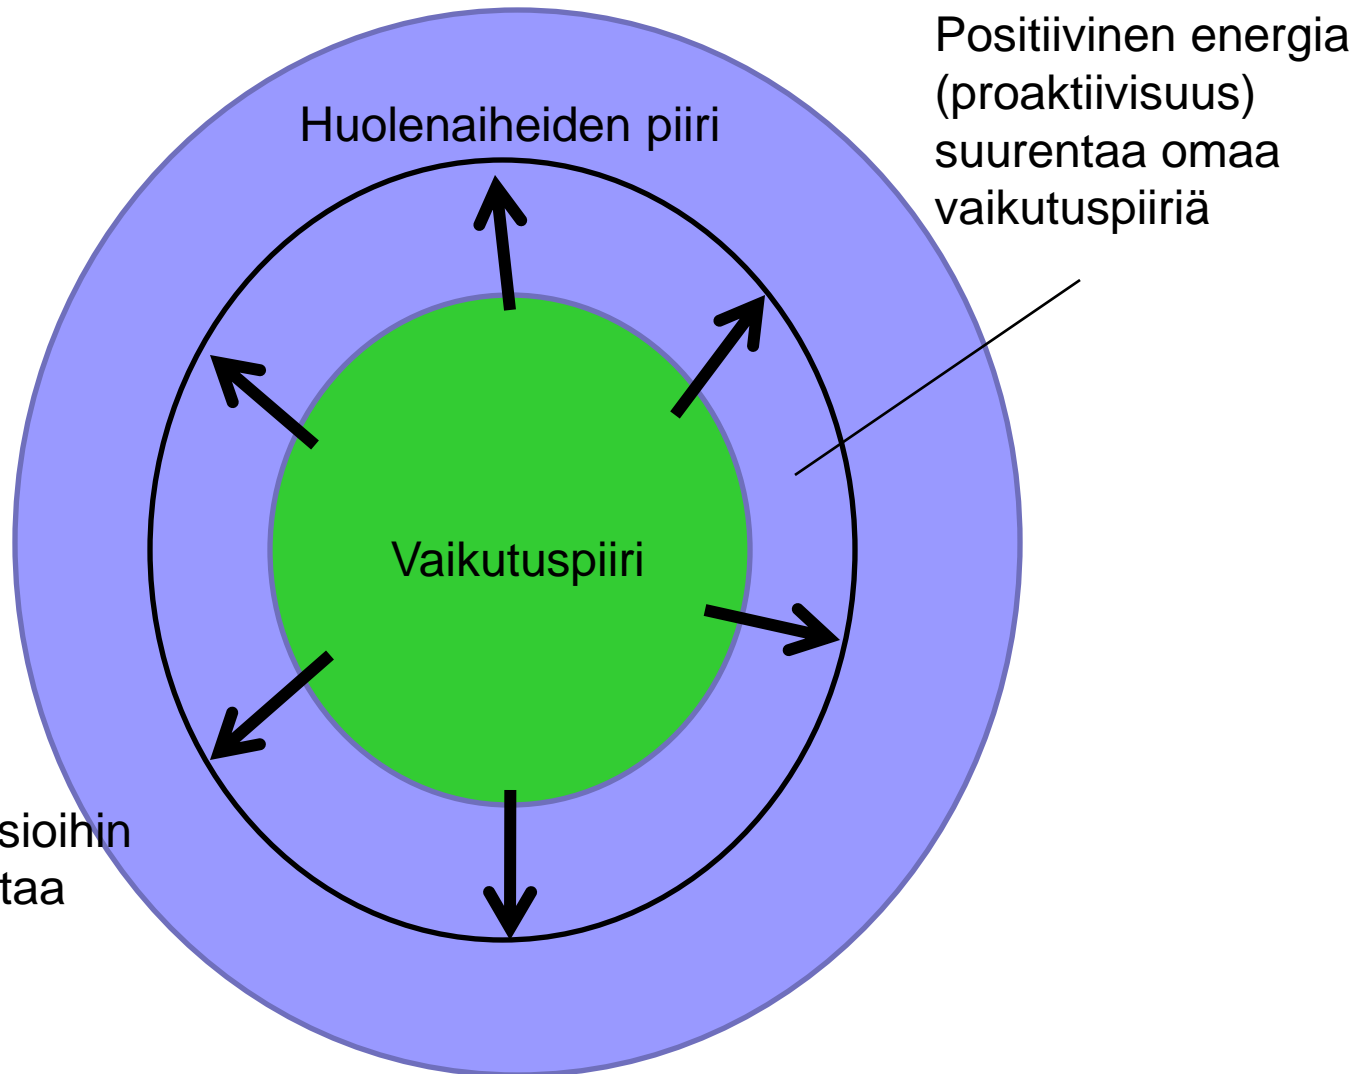 Positiivinen energia
(proaktiivisuus)
suurentaa omaa
vaikutuspiiriä
Huolenaiheiden piiri
Vaikutuspiiri
sioihin
taa